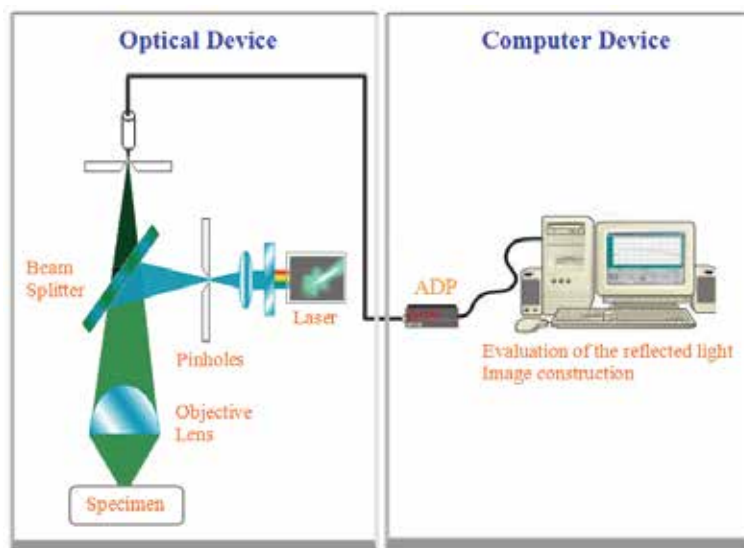 Optical Device
Computer Device
Beam
Splitter
Laser
Pinholes
Objective
Lens
Specimen
ADP
Evaluation of the reflected light
Image construction